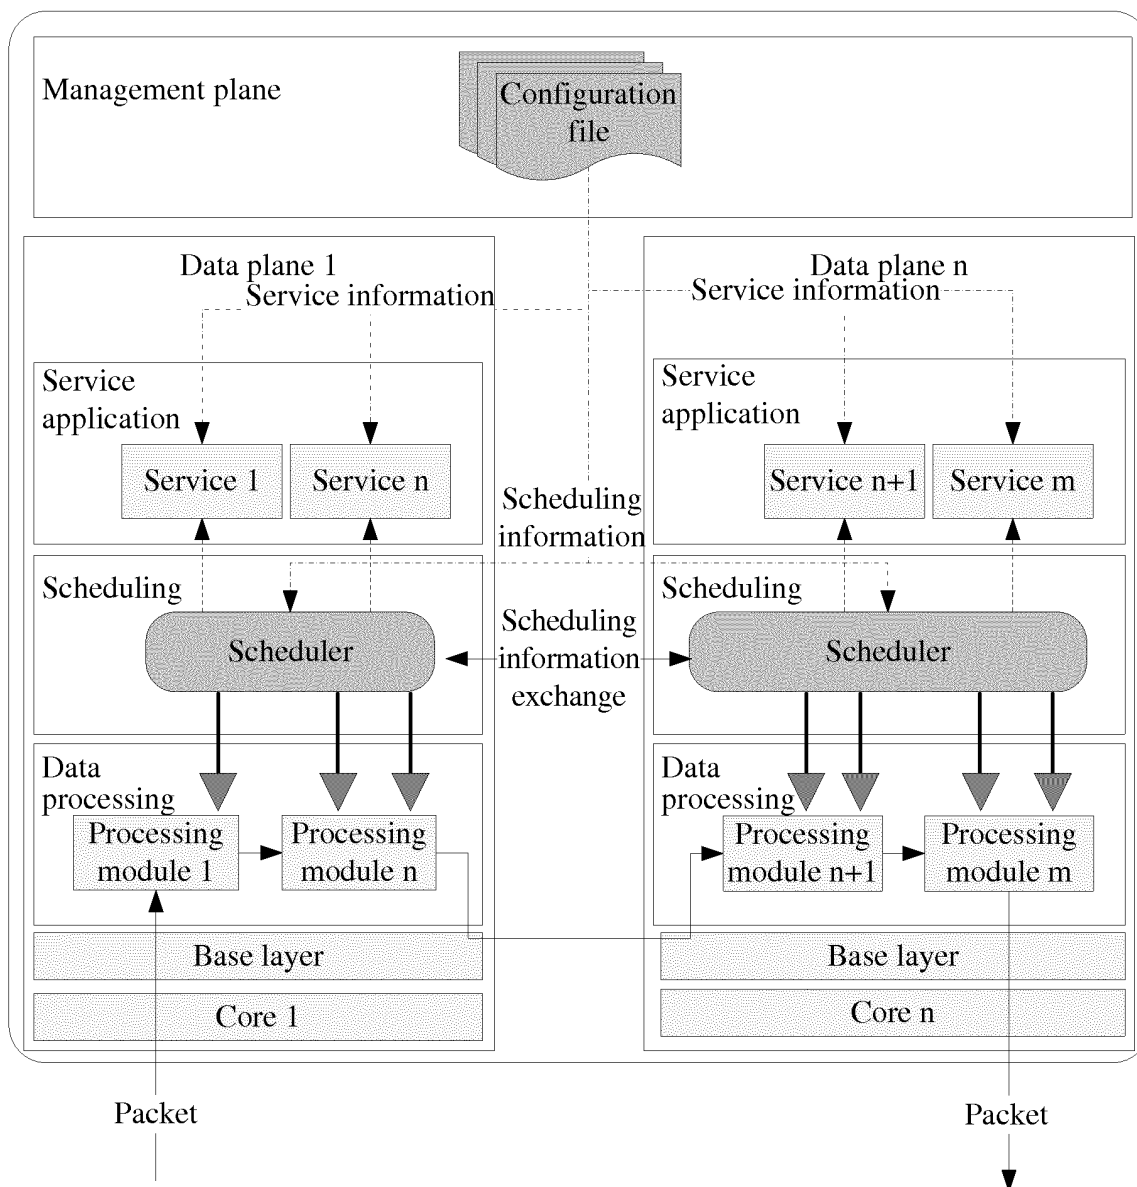 Management plane
Configuration
file
Data plane 1
Service information
Service
application
Service 1
Service n
Scheduling
Scheduler
Data
processing
Processing
module 1
Processing
module n
Base layer
Core 1
Packet
Scheduling
information
Scheduling
information
exchange
Data plane n
Service information
Service
application
Service n+1
Service m
Scheduling
Scheduler
Data
processing
Processing
module n+1
Processing
module m
Base layer
Core n
Packet